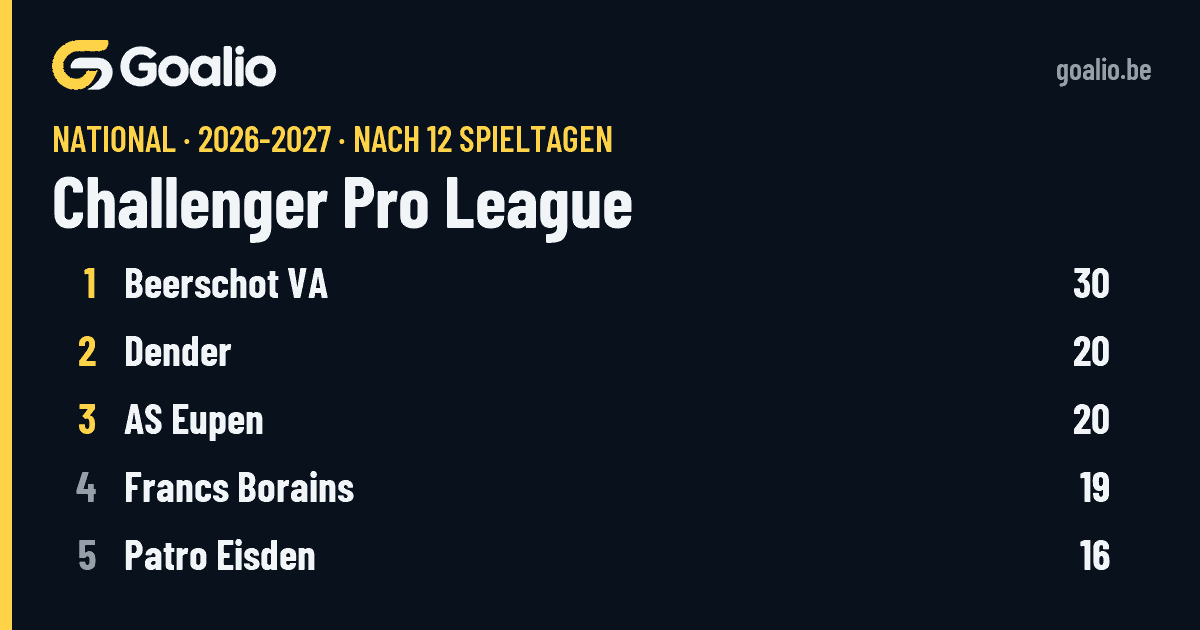 Goalio goalio.be
NATIONAL · 2026-2027 · NACH 12 SPIELTAGEN
Challenger Pro League
1 Beerschot VA 30
2 Dender 20
3 AS Eupen 20
4 Francs Borains 19
5 Patro Eisden 16